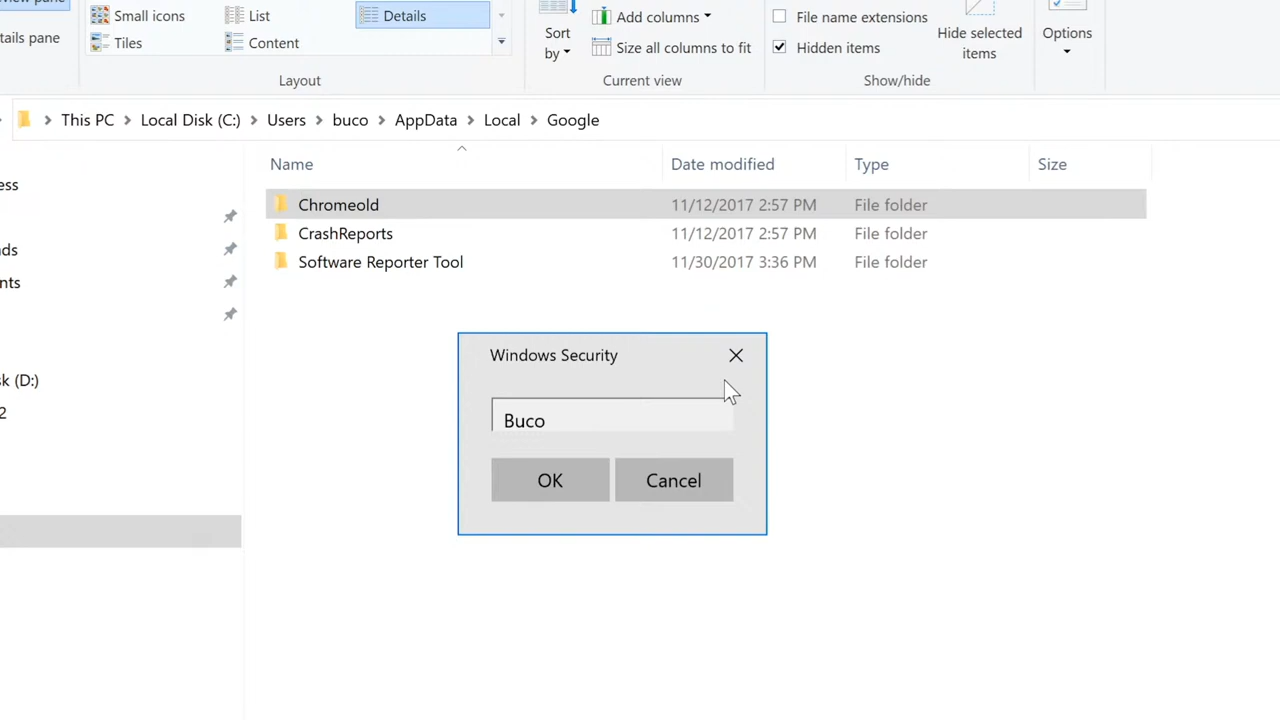 Small icons
List
Details
Tiles
Content
Layout
Sort
by
Add columns
Size all columns to fit
Current view
File name extensions
Hidden items
Hide selected
items
Show/hide
Options
This PC
Local Disk (C:)
Users
buco
AppData
Local
Google
Name
Date modified
Type
Size
Chromeold
11/12/2017 2:57 PM
File folder
CrashReports
11/12/2017 2:57 PM
File folder
Software Reporter Tool
11/30/2017 3:36 PM
File folder
(D:)
2
Windows Security
Buco
OK
Cancel